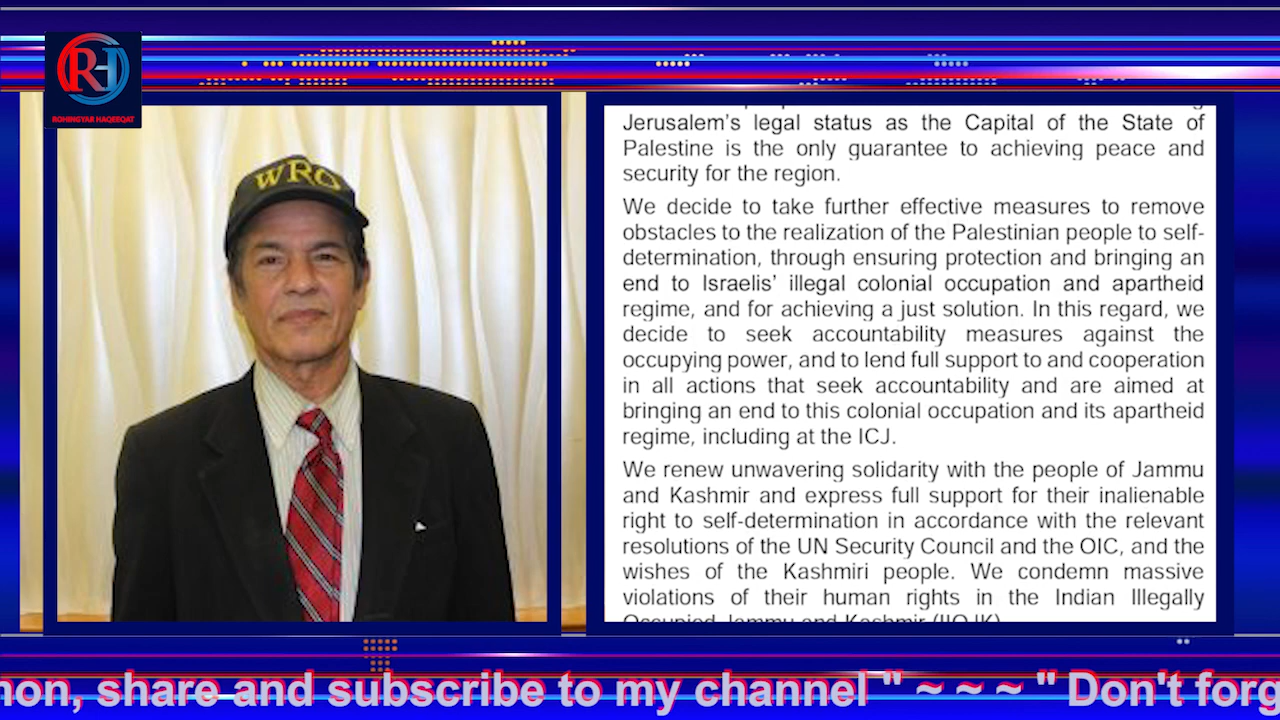 RH
ROHINGYAR HAQEEQAT
WRO
Jerusalem's legal status as the Capital of the State of
Palestine is the only guarantee to achieving peace and
security for the region.
We decide to take further effective measures to remove
obstacles to the realization of the Palestinian people to self-
determination, through ensuring protection and bringing an
end to Israelis' illegal colonial occupation and apartheid
regime, and for achieving a just solution. In this regard, we
decide to seek accountability measures against the
occupying power, and to lend full support to and cooperation
in all actions that seek accountability and are aimed at
bringing an end to this colonial occupation and its apartheid
regime, including at the ICJ.
We renew unwavering solidarity with the people of Jammu
and Kashmir and express full support for their inalienable
right to self-determination in accordance with the relevant
resolutions of the UN Security Council and the OIC, and the
wishes of the Kashmiri people. We condemn massive
violations of their human rights in the Indian Illegally
Occupied Jammu and Kashmir (IIOJK)
share and subscribe to my channel " ~ ~ ~ " Don't